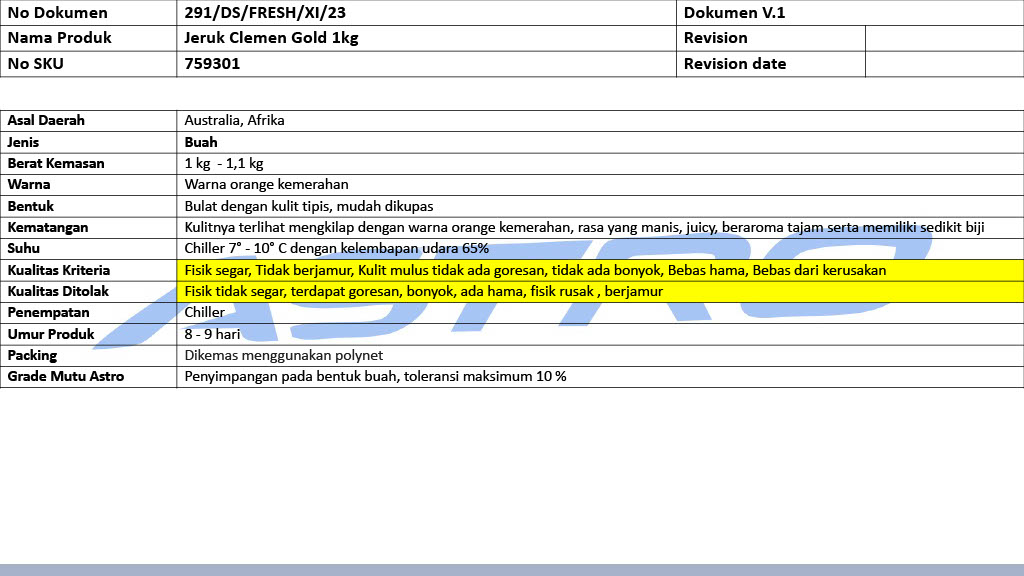 No Dokumen 291/DS/FRESH/XI/23 Dokumen V.1
Nama Produk Jeruk Clemen Gold 1kg Revision
No SKU 759301 Revision date
Asal Daerah Australia, Afrika
Jenis Buah
Berat Kemasan 1 kg - 1,1 kg
Warna Warna orange kemerahan
Bentuk Bulat dengan kulit tipis, mudah dikupas
Kematangan Kulitnya terlihat mengkilap dengan warna orange kemerahan, rasa yang manis, juicy, beraroma tajam serta memiliki sedikit biji
Suhu Chiller 7° - 10° C dengan kelembapan udara 65%
Kualitas Kriteria Fisik segar, Tidak berjamur, Kulit mulus tidak ada goresan, tidak ada bonyok, Bebas hama, Bebas dari kerusakan
Kualitas Ditolak Fisik tidak segar, terdapat goresan, bonyok, ada hama, fisik rusak , berjamur
Penempatan Chiller
Umur Produk 8 - 9 hari
Packing Dikemas menggunakan polynet
Grade Mutu Astro Penyimpangan pada bentuk buah, toleransi maksimum 10 %
ASTRO